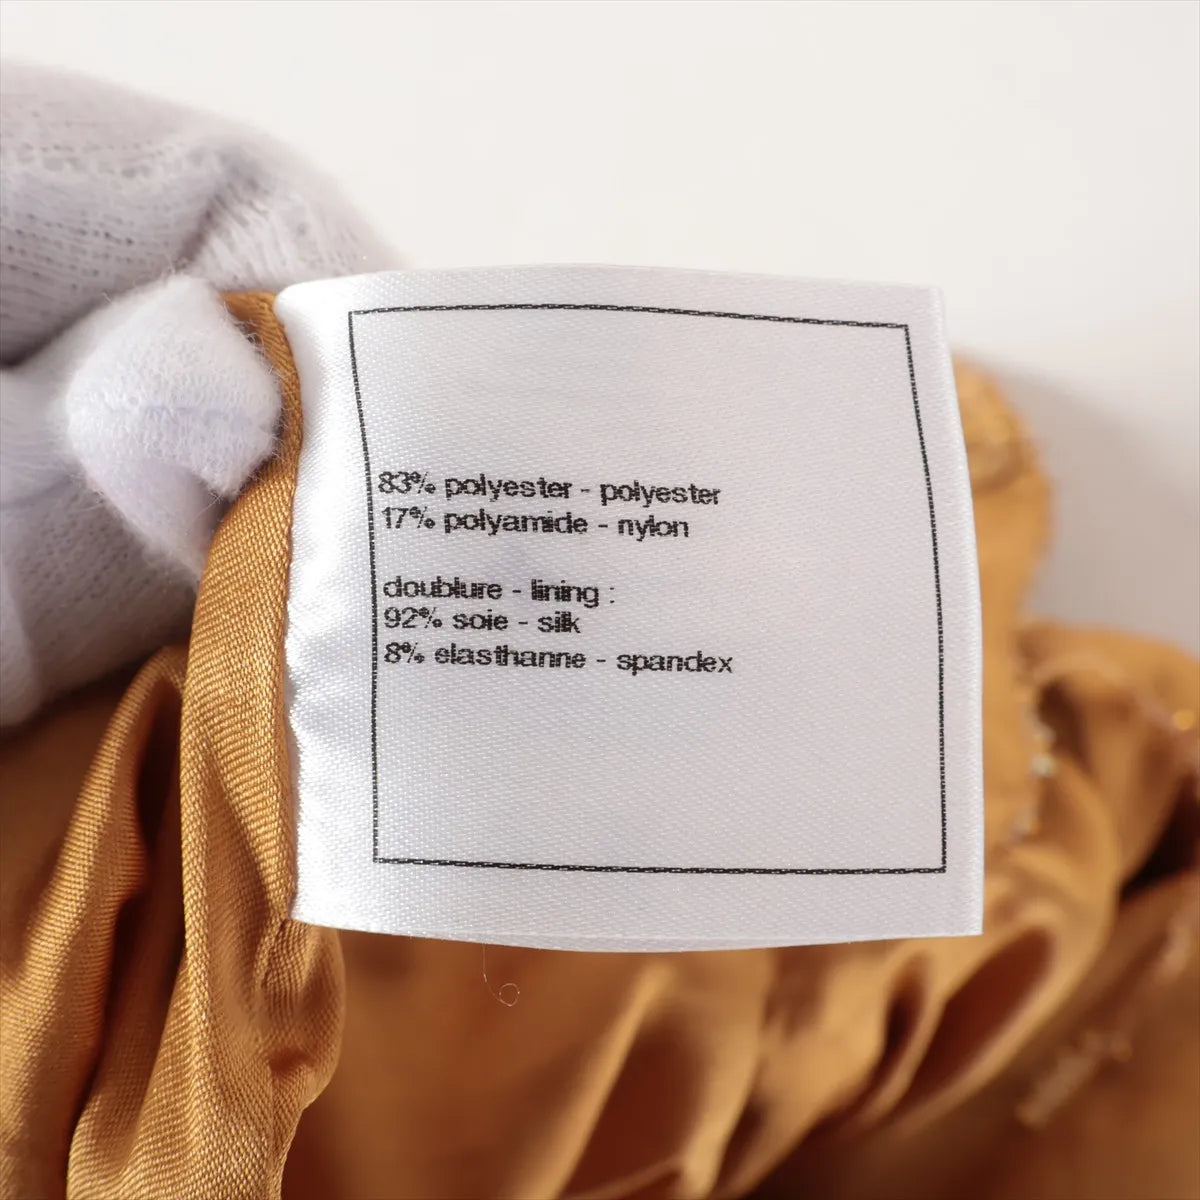 83% polyester - polyester
17% polyamide - nylon
doublure - lining :
92% soie - silk
8% elasthanne - spandex